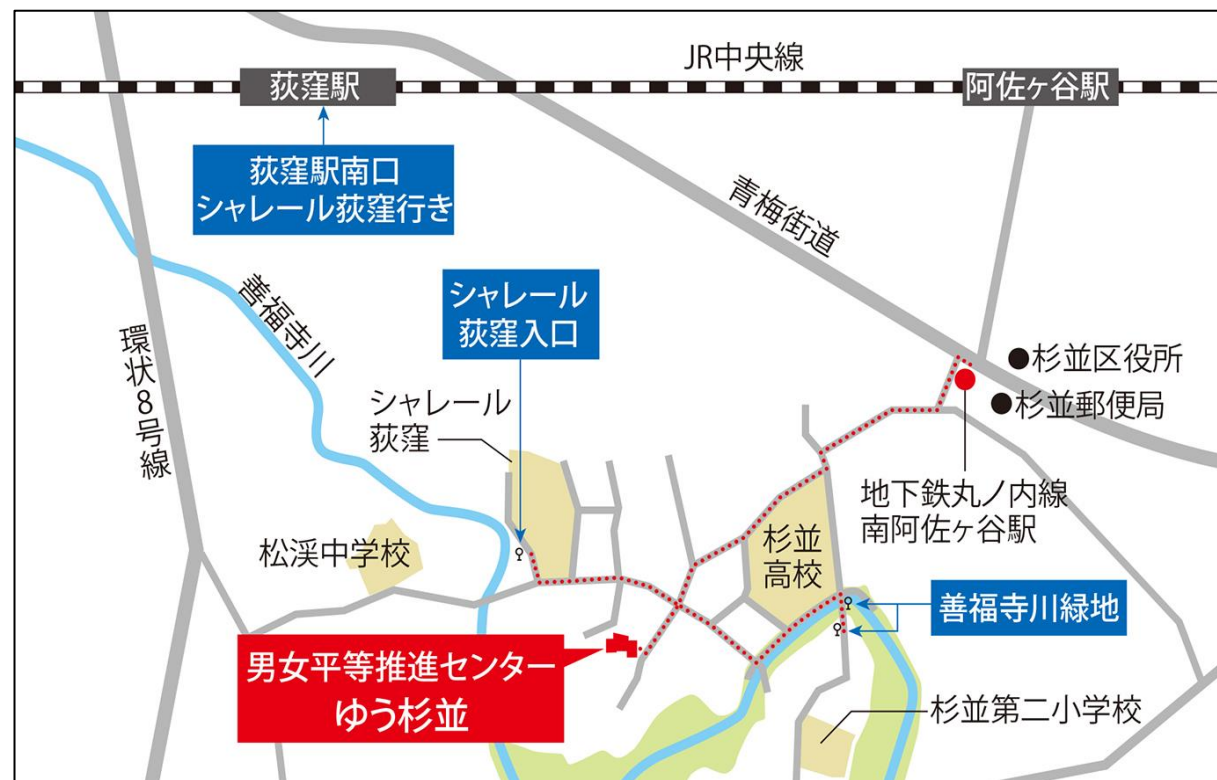 JR中央線
荻窪駅
阿佐ヶ谷駅
荻窪駅南口
シャレール荻窪行き
青梅街道
善福寺川
シャレール
荻窪入口
環状8号線
杉並区役所
シャレール
荻窪
杉並郵便局
地下鉄丸ノ内線
南阿佐ヶ谷駅
松渓中学校
杉並
高校
善福寺川緑地
男女平等推進センター
ゆう杉並
杉並第二小学校